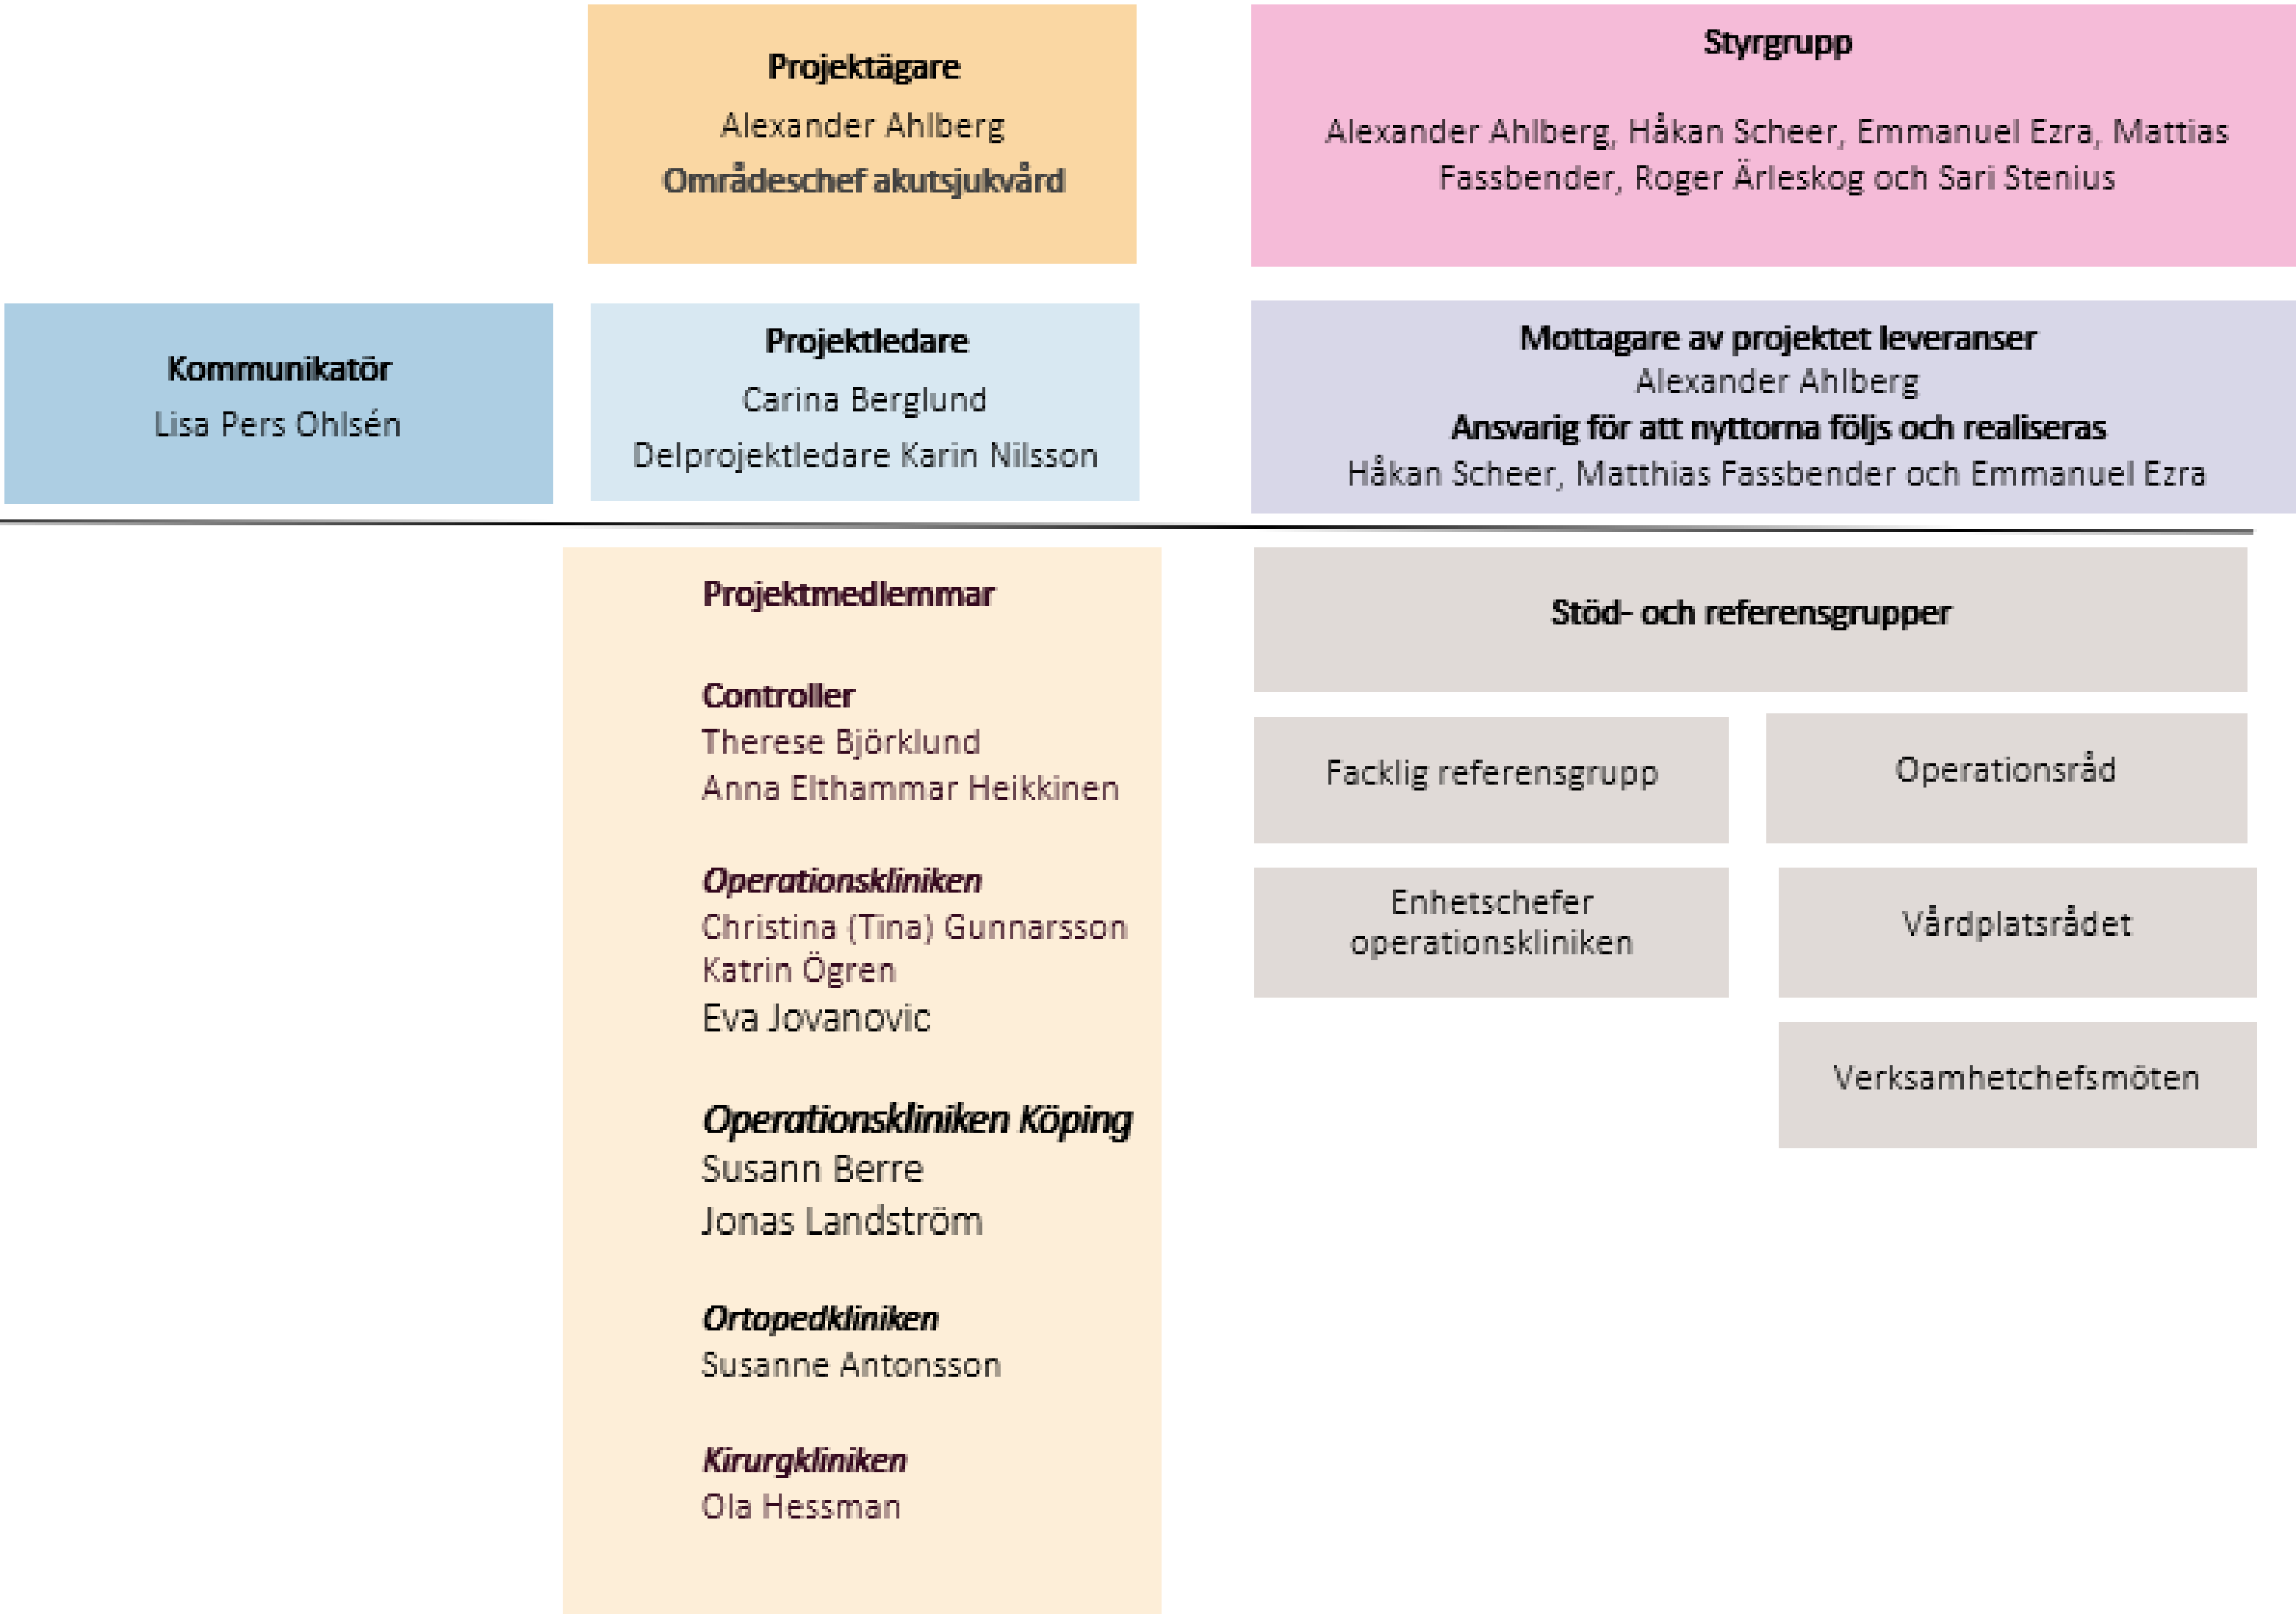 Projektägare
Alexander Ahlberg
Områdeschef akutsjukvård
Styrgrupp
Alexander Ahlberg, Håkan Scheer, Emmanuel Ezra, Mattias
Fassbender, Roger Ärleskog och Sari Stenius
Kommunikatör
Lisa Pers Ohlsén
Projektledare
Carina Berglund
Delprojektledare Karin Nilsson
Mottagare av projektet leveranser
Alexander Ahlberg
Ansvarig för att nyttorna följs och realiseras
Håkan Scheer, Matthias Fassbender och Emmanuel Ezra
Projektmedlemmar
Controller
Therese Björklund
Anna Elthammar Heikkinen
Operationskliniken
Christina (Tina) Gunnarsson
Katrin Ögren
Eva Jovanovic
Operationskliniken Köping
Susann Berre
Jonas Landström
Ortopedkliniken
Susanne Antonsson
Kirurgkliniken
Ola Hessman
Stöd- och referensgrupper
Facklig referensgrupp
Operationsråd
Enhetschefer
operationskliniken
Vårdplatsrådet
Verksamhetchefsmöten